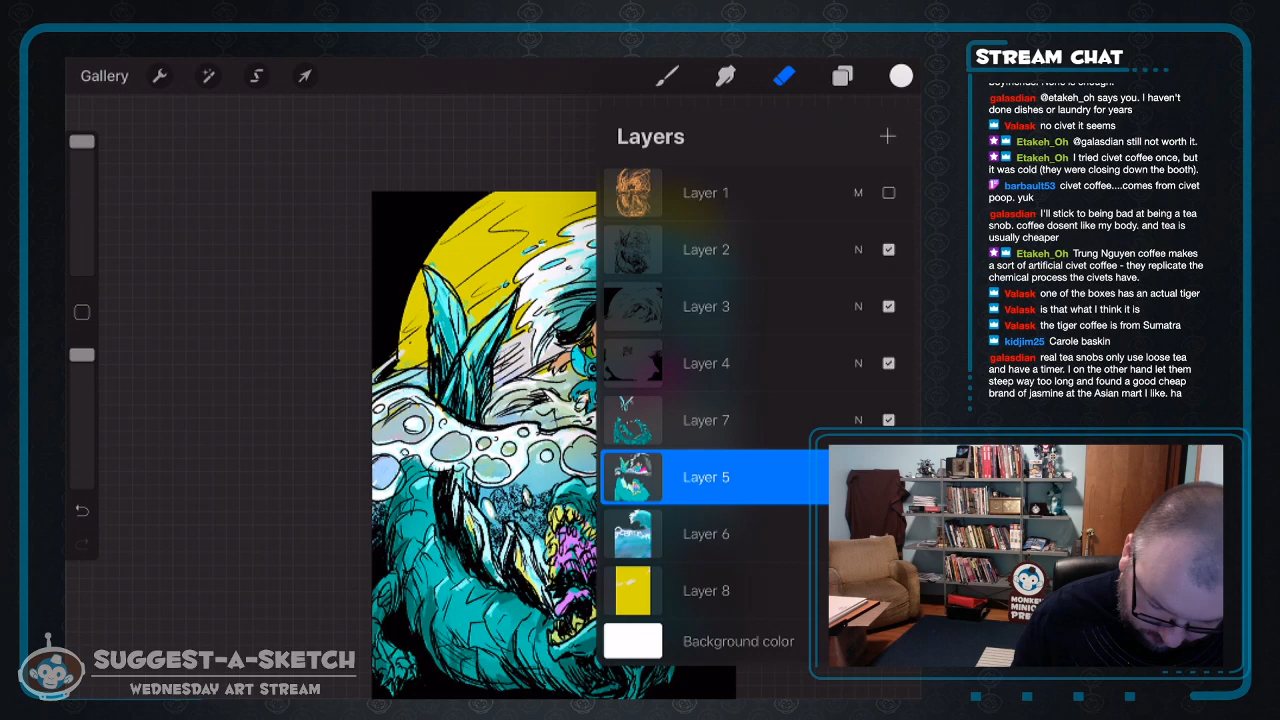 STREAM CHAT
Gallery
Layers
Layer 1 M
Layer 2 N
Layer 3 N
Layer 4 N
Layer 7 N
Layer 5
Layer 6
Layer 8
Background color
galasdian @etakeh_oh says you. I haven't
done dishes or laundry for years
Valask no civet it seems
Etakeh_Oh @galasdian still not worth it.
Etakeh_Oh I tried civet coffee once, but
it was cold (they were closing down the booth).
barbault53 civet coffee....comes from civet
poop. yuk
galasdian I'll stick to being bad at being a tea
snob. coffee dosent like my body. and tea is
usually cheaper
Etakeh_Oh Trung Nguyen coffee makes
a sort of artificial civet coffee - they replicate the
chemical process the civets have.
Valask one of the boxes has an actual tiger
Valask is that what I think it is
Valask the tiger coffee is from Sumatra
kidjim25 Carole baskin
galasdian real tea snobs only use loose tea
and have a timer. I on the other hand let them
steep way too long and found a good cheap
brand of jasmine at the Asian mart I like. ha
SUGGEST-A-SKETCH
WEDNESDAY ART STREAM